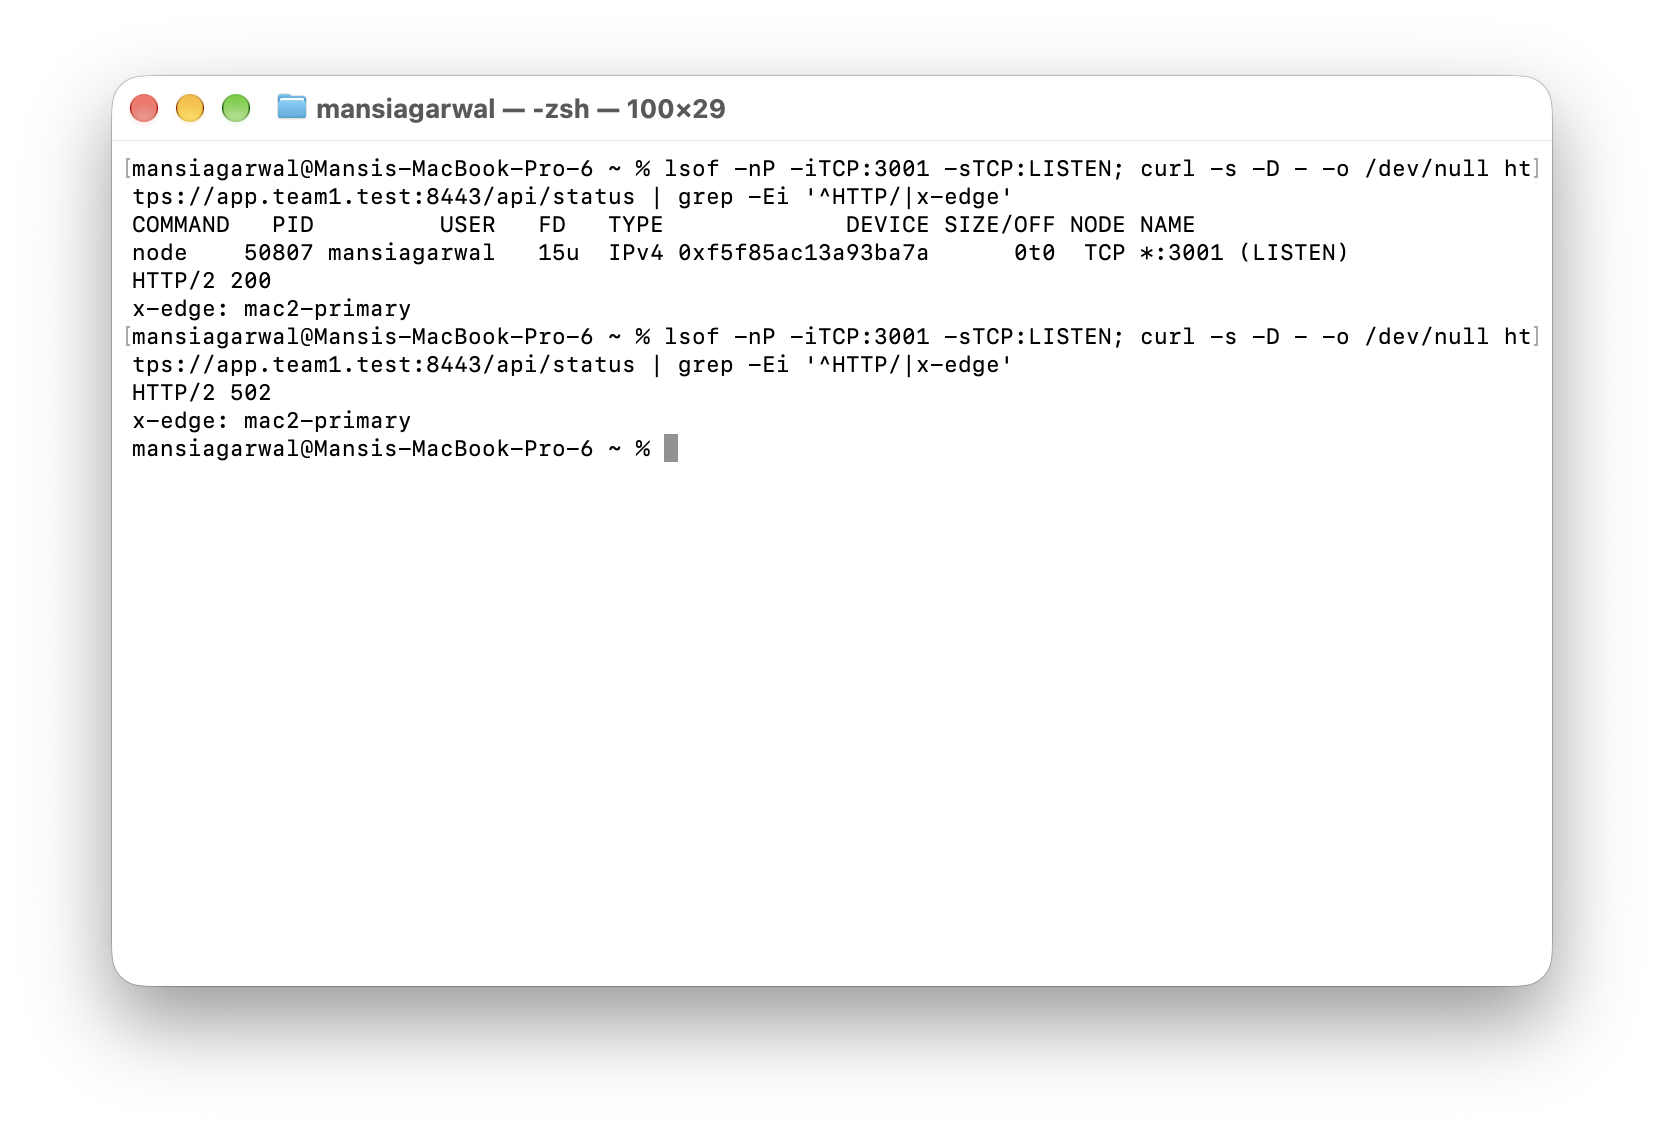 mansiagarwal — -zsh — 100×29
[mansiagarwal@Mansis-MacBook-Pro-6 ~ % lsof -nP -iTCP:3001 -sTCP:LISTEN; curl -s -D - -o /dev/null ht]
tps://app.team1.test:8443/api/status | grep -Ei '^HTTP/|x-edge'
COMMAND   PID         USER   FD   TYPE             DEVICE SIZE/OFF NODE NAME
node    50807 mansiagarwal   15u  IPv4 0xf5f85ac13a93ba7a      0t0  TCP *:3001 (LISTEN)
HTTP/2 200
x-edge: mac2-primary
[mansiagarwal@Mansis-MacBook-Pro-6 ~ % lsof -nP -iTCP:3001 -sTCP:LISTEN; curl -s -D - -o /dev/null ht]
tps://app.team1.test:8443/api/status | grep -Ei '^HTTP/|x-edge'
HTTP/2 502
x-edge: mac2-primary
mansiagarwal@Mansis-MacBook-Pro-6 ~ %